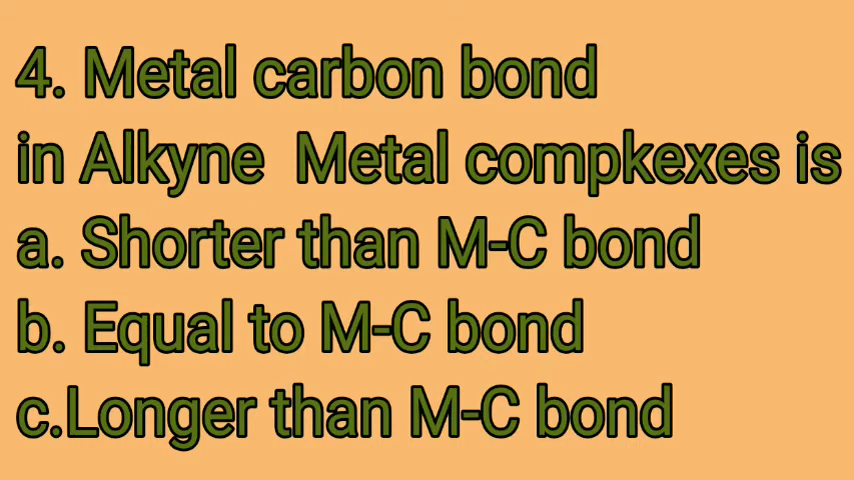 4. Metal carbon bond
in Alkyne  Metal compkexes is
a. Shorter than M-C bond
b. Equal to M-C bond
c.Longer than M-C bond